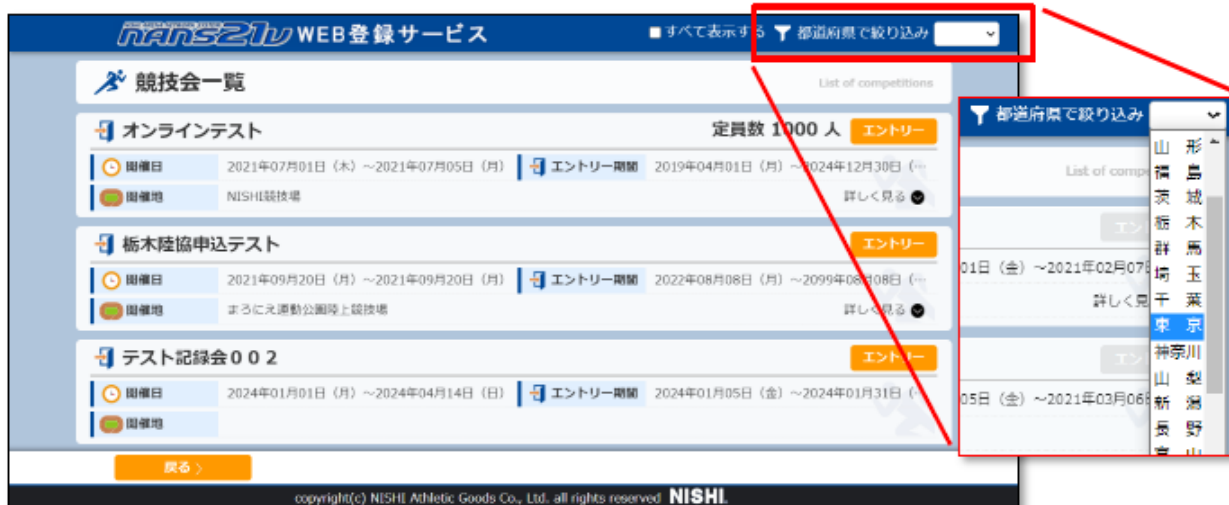 nans21v WEB登録サービス
■すべて表示する 都道府県で絞り込み
競技会一覧
List of competitions
オンラインテスト 定員数 1000 人 エントリー
開催日 2021年07月01日（木）～2021年07月05日（月） エントリー期間 2019年04月01日（月）～2024年12月30日（…
開催地 NISHI競技場 詳しく見る
栃木陸協申込テスト エントリー
開催日 2021年09月20日（月）～2021年09月20日（月） エントリー期間 2022年08月08日（月）～2099年08月08日（…
開催地 まろにえ運動公園陸上競技場 詳しく見る
テスト記録会００２ エントリー
開催日 2024年01月01日（月）～2024年04月14日（日） エントリー期間 2024年01月05日（金）～2024年01月31日（…
開催地
戻る
copyright(c) NISHI Athletic Goods Co., Ltd. all rights reserved NISHI.
都道府県で絞り込み
List of compe
山 形
福 島
茨 城
栃 木
群 馬
埼 玉
千 葉
東 京
神奈川
山 梨
新 潟
長 野
富 山
エン
01日（金）～2021年02月07日
詳しく見
エン
05日（金）～2021年03月06日